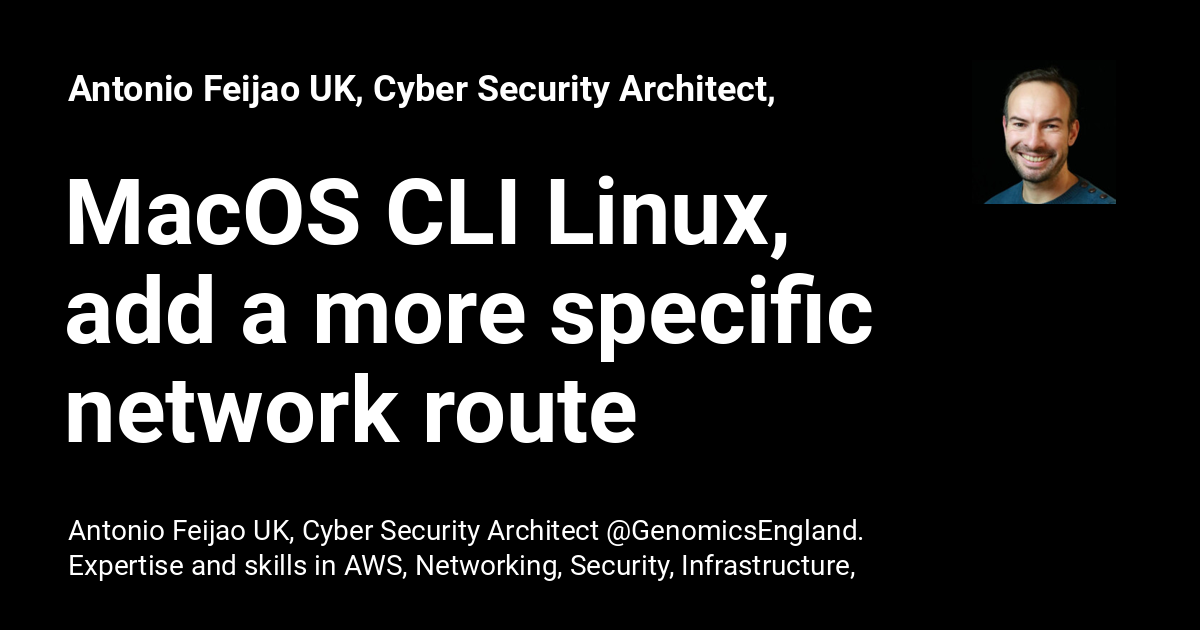 Antonio Feijao UK, Cyber Security Architect,
MacOS CLI Linux,
add a more specific
network route
Antonio Feijao UK, Cyber Security Architect @GenomicsEngland.
Expertise and skills in AWS, Networking, Security, Infrastructure,